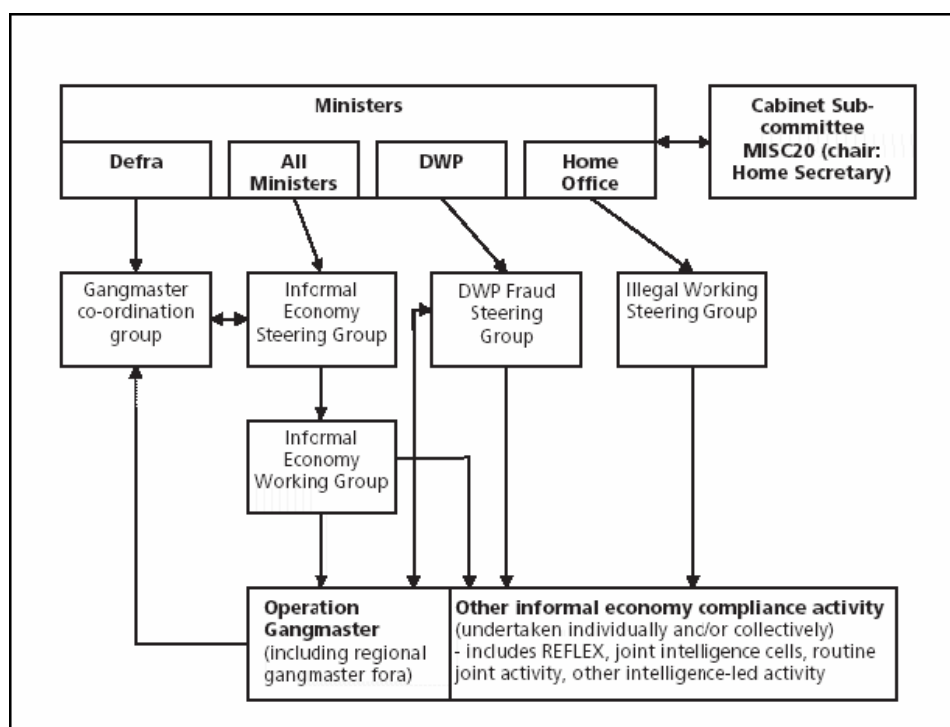 Ministers
Defra
All
Ministers
DWP
Home
Office
Cabinet Sub-
committee
MISC20 (chair:
Home Secretary)
Gangmaster
co-ordination
group
Informal
Economy
Steering Group
DWP Fraud
Steering
Group
Illegal Working
Steering Group
Informal
Economy
Working Group
Operation
Gangmaster
(including regional
gangmaster fora)
Other informal economy compliance activity
(undertaken individually and/or collectively)
- includes REFLEX, joint intelligence cells, routine
joint activity, other intelligence-led activity